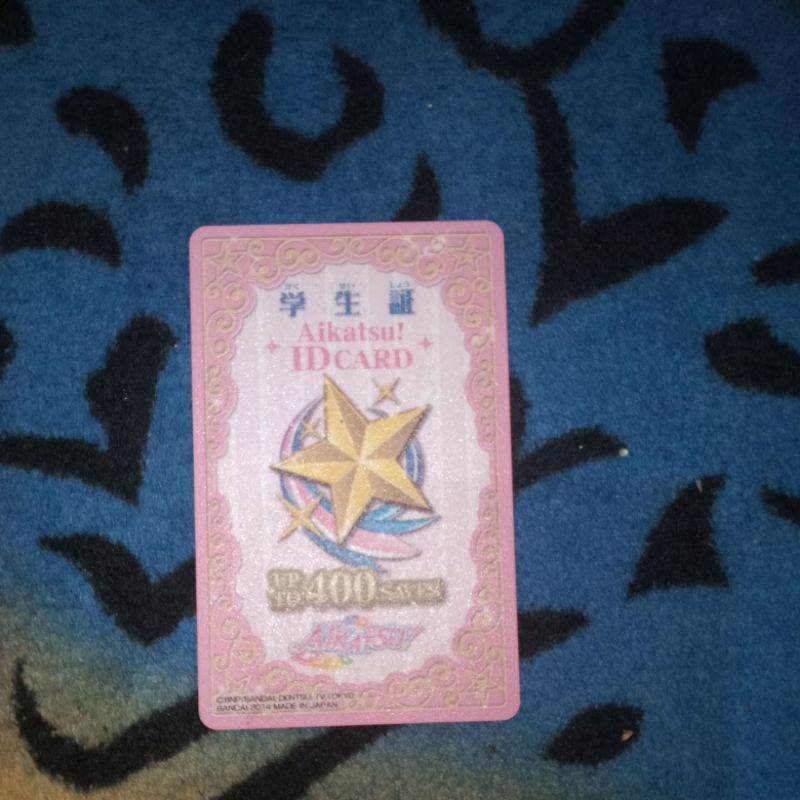 がく せい しょう
学生証
Aikatsu!
ID CARD
UP TO 400 SAVES
AIKATSU!
©BNP/BANDAI, DENTSU, TV TOKYO
BANDAI 2014 MADE IN JAPAN